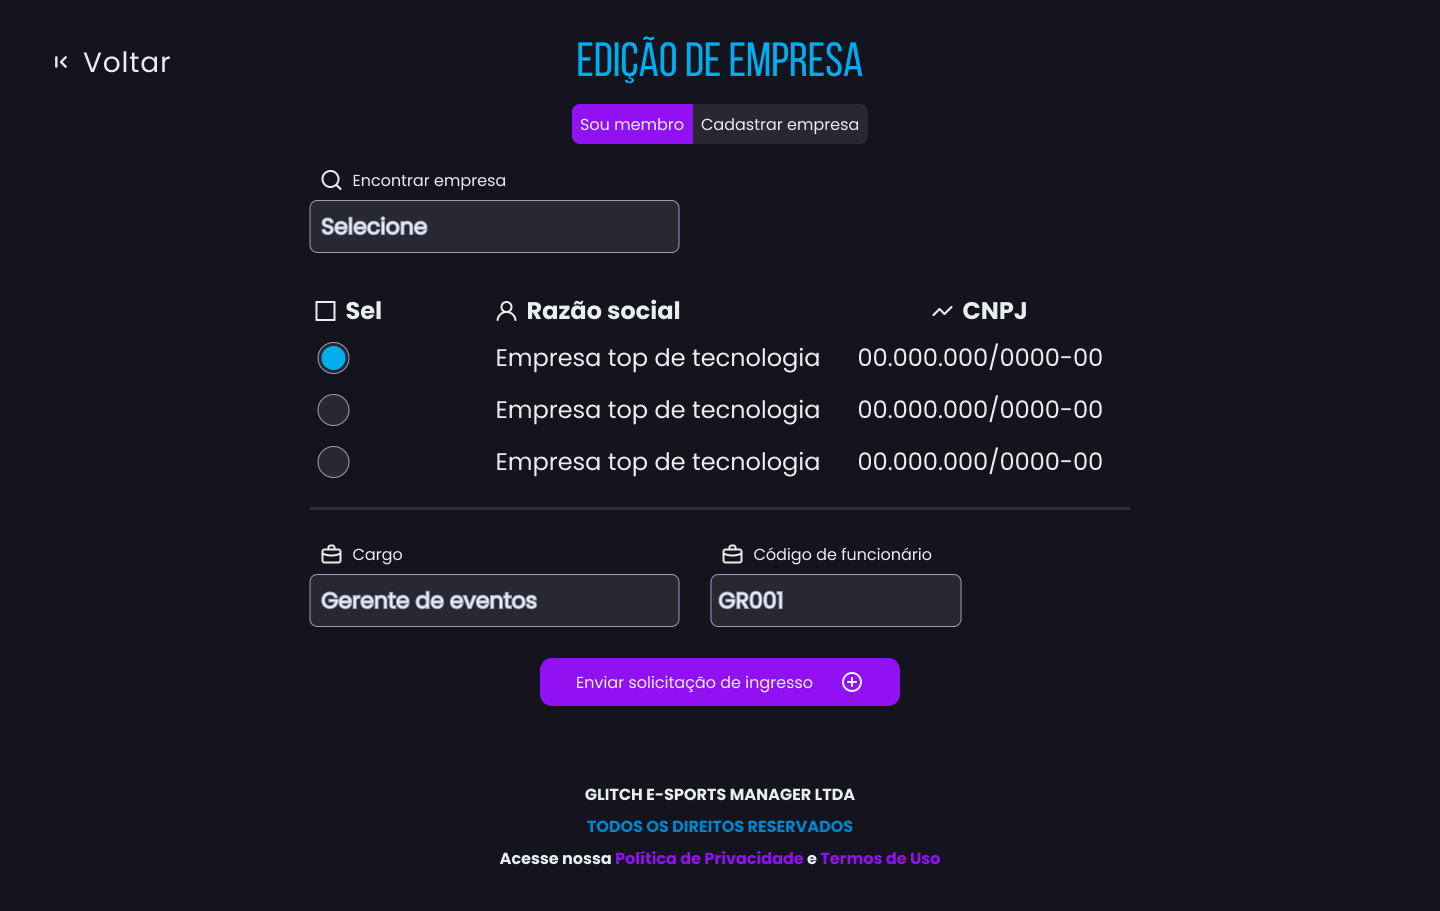 Voltar
EDIÇÃO DE EMPRESA
Sou membro Cadastrar empresa
Encontrar empresa
Selecione
Sel Razão social CNPJ
Empresa top de tecnologia 00.000.000/0000-00
Empresa top de tecnologia 00.000.000/0000-00
Empresa top de tecnologia 00.000.000/0000-00
Cargo Código de funcionário
Gerente de eventos GR001
Enviar solicitação de ingresso
GLITCH E-SPORTS MANAGER LTDA
TODOS OS DIREITOS RESERVADOS
Acesse nossa Política de Privacidade e Termos de Uso